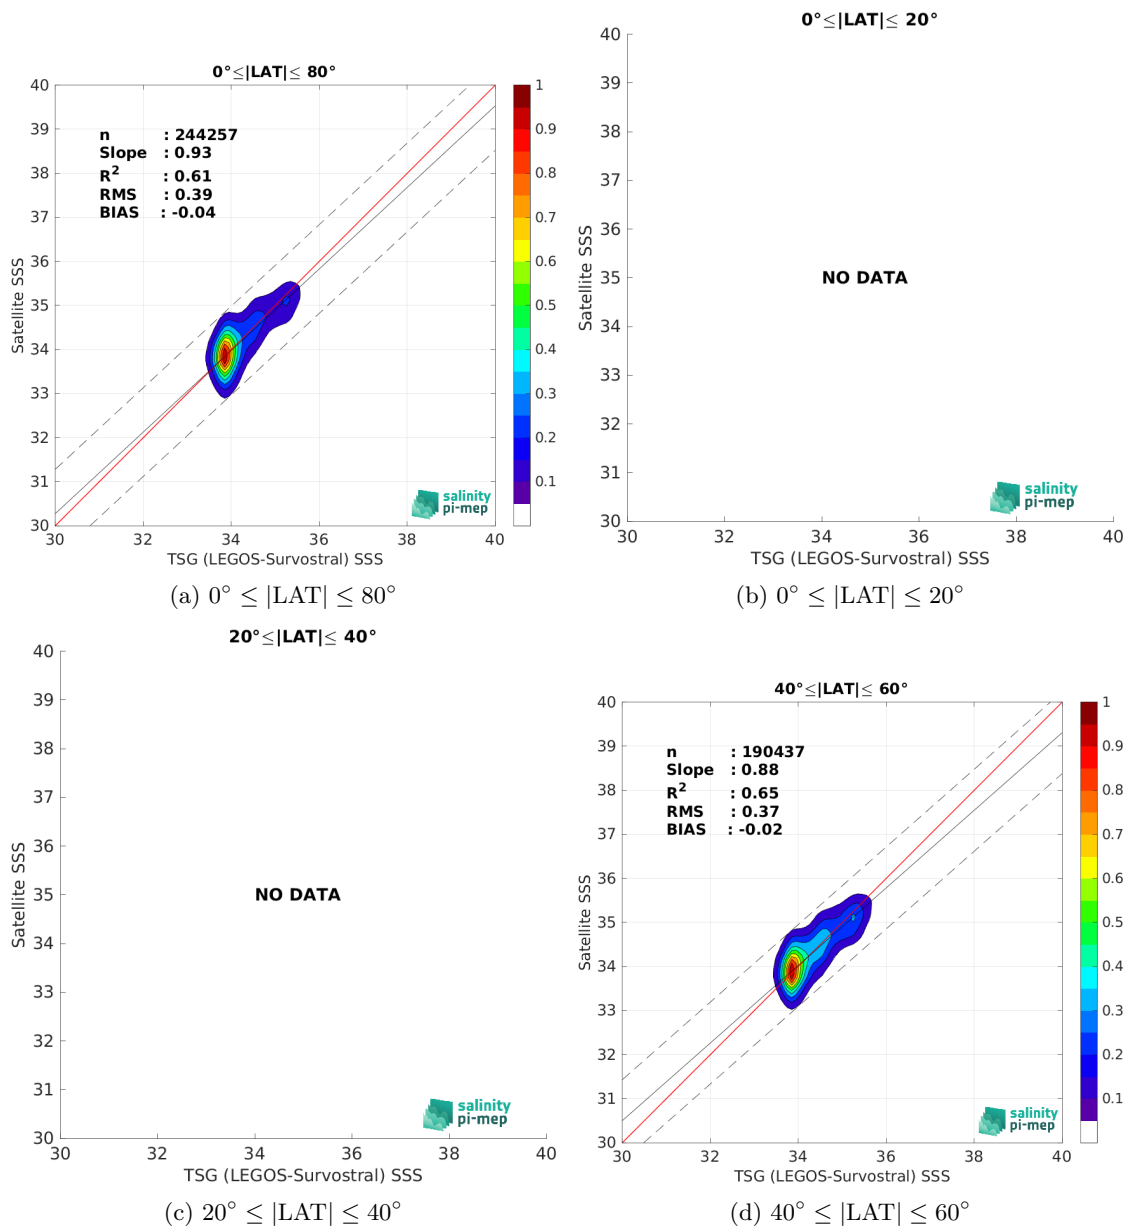 0°≤|LAT|≤ 80°
n : 244257
Slope : 0.93
R² : 0.61
RMS : 0.39
BIAS : -0.04
Satellite SSS
40
39
38
37
36
35
34
33
32
31
30
30 32 34 36 38 40
TSG (LEGOS-Survostral) SSS
1
0.9
0.8
0.7
0.6
0.5
0.4
0.3
0.2
0.1
salinity
pi-mep
(a) 0° ≤ |LAT| ≤ 80°
0°≤|LAT|≤ 20°
Satellite SSS
40
39
38
37
36
35
34
33
32
31
30
NO DATA
30 32 34 36 38 40
TSG (LEGOS-Survostral) SSS
salinity
pi-mep
(b) 0° ≤ |LAT| ≤ 20°
20°≤|LAT|≤ 40°
Satellite SSS
40
39
38
37
36
35
34
33
32
31
30
NO DATA
30 32 34 36 38 40
TSG (LEGOS-Survostral) SSS
salinity
pi-mep
(c) 20° ≤ |LAT| ≤ 40°
40°≤|LAT|≤ 60°
n : 190437
Slope : 0.88
R² : 0.65
RMS : 0.37
BIAS : -0.02
Satellite SSS
40
39
38
37
36
35
34
33
32
31
30
30 32 34 36 38 40
TSG (LEGOS-Survostral) SSS
1
0.9
0.8
0.7
0.6
0.5
0.4
0.3
0.2
0.1
salinity
pi-mep
(d) 40° ≤ |LAT| ≤ 60°